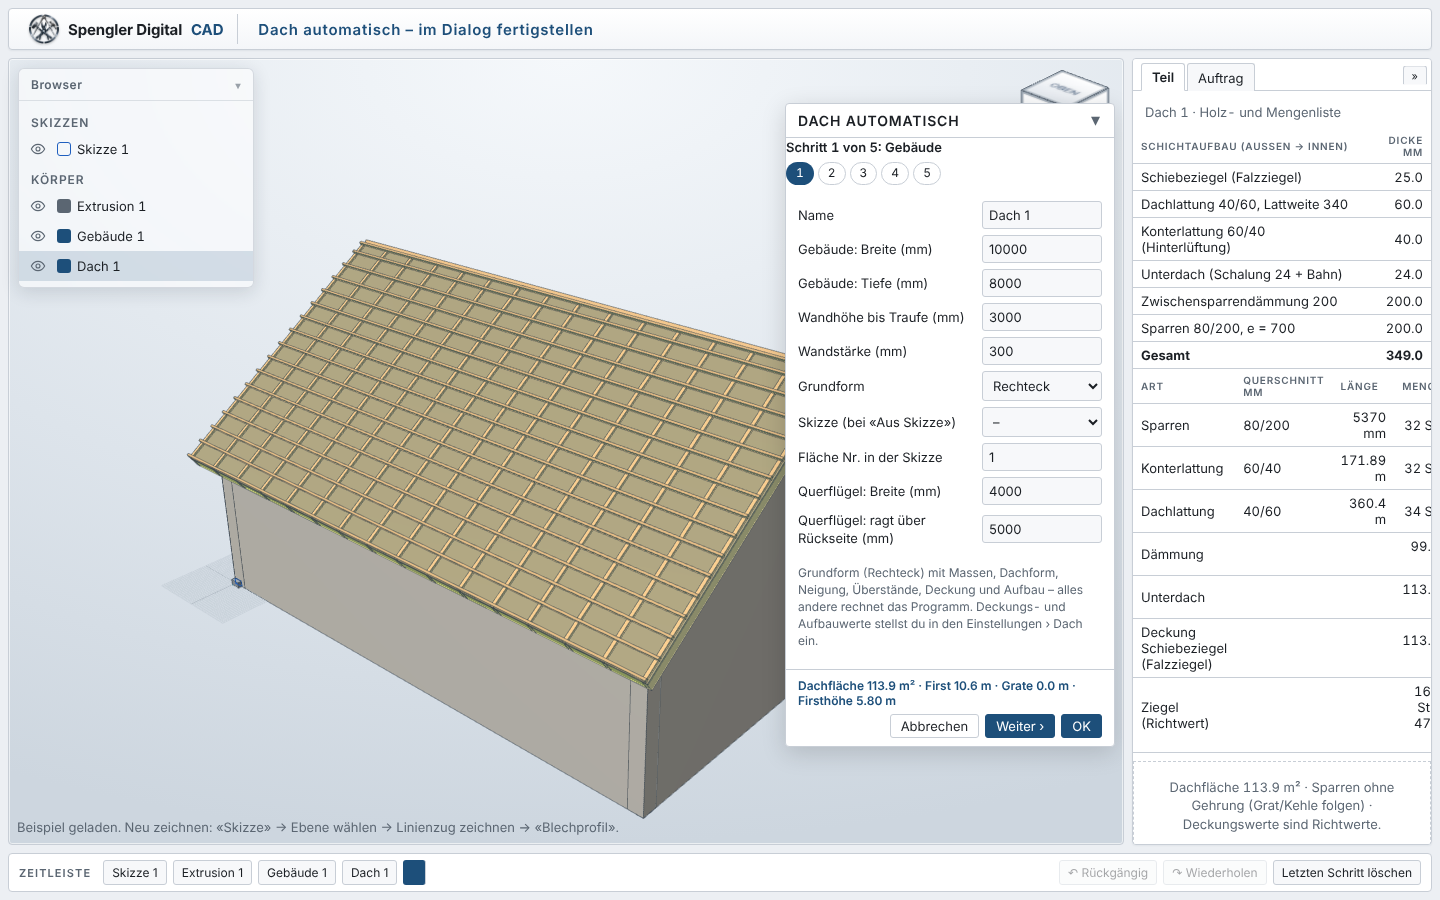 Spengler Digital CAD
Dach automatisch – im Dialog fertigstellen
Browser
SKIZZEN
Skizze 1
KÖRPER
Extrusion 1
Gebäude 1
Dach 1
OBEN
DACH AUTOMATISCH
Schritt 1 von 5: Gebäude
1 2 3 4 5
Name Dach 1
Gebäude: Breite (mm) 10000
Gebäude: Tiefe (mm) 8000
Wandhöhe bis Traufe (mm) 3000
Wandstärke (mm) 300
Grundform Rechteck
Skizze (bei «Aus Skizze») –
Fläche Nr. in der Skizze 1
Querflügel: Breite (mm) 4000
Querflügel: ragt über
Rückseite (mm) 5000
Grundform (Rechteck) mit Massen, Dachform,
Neigung, Überstände, Deckung und Aufbau – alles
andere rechnet das Programm. Deckungs- und
Aufbauwerte stellst du in den Einstellungen › Dach
ein.
Dachfläche 113.9 m² · First 10.6 m · Grate 0.0 m ·
Firsthöhe 5.80 m
Abbrechen Weiter › OK
Beispiel geladen. Neu zeichnen: «Skizze» → Ebene wählen → Linienzug zeichnen → «Blechprofil».
Teil Auftrag »
Dach 1 · Holz- und Mengenliste
SCHICHTAUFBAU (AUSSEN → INNEN) DICKE
MM
Schiebeziegel (Falzziegel) 25.0
Dachlattung 40/60, Lattweite 340 60.0
Konterlattung 60/40
(Hinterlüftung) 40.0
Unterdach (Schalung 24 + Bahn) 24.0
Zwischensparrendämmung 200 200.0
Sparren 80/200, e = 700 200.0
Gesamt 349.0
ART QUERSCHNITT
MM LÄNGE MENG
Sparren 80/200 5370
mm 32 S
Konterlattung 60/40 171.89
m 32 S
Dachlattung 40/60 360.4
m 34 S
Dämmung 99.
Unterdach 113.
Deckung
Schiebeziegel
(Falzziegel) 113.
Ziegel
(Richtwert) 16
St
47
Dachfläche 113.9 m² · Sparren ohne
Gehrung (Grat/Kehle folgen) ·
Deckungswerte sind Richtwerte.
ZEITLEISTE Skizze 1 Extrusion 1 Gebäude 1 Dach 1
↶ Rückgängig ↷ Wiederholen Letzten Schritt löschen